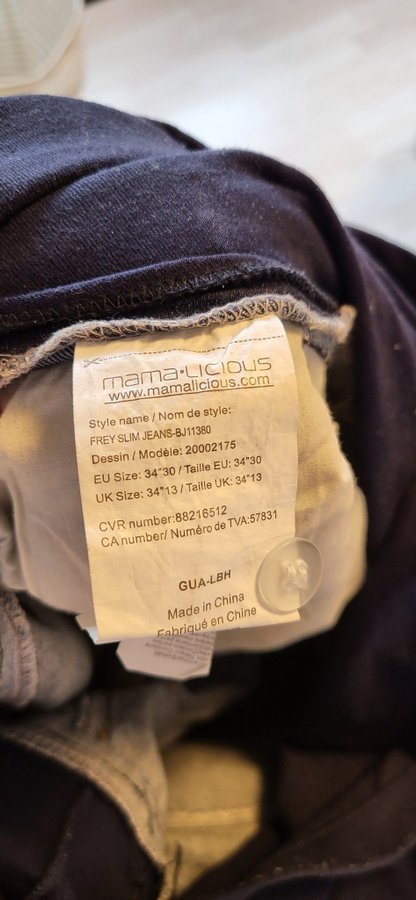 mama•licious
www.mamalicious.com
Style name / Nom de style:
FREY SLIM JEANS-BJ11380
Dessin / Modèle: 20002175
EU Size: 34"30 / Taille EU: 34"30
UK Size: 34"13 / Taille UK: 34"13
CVR number:88216512
CA number/ Numéro de TVA:57831
GUA-LBH
Made in China
Fabriqué en Chine